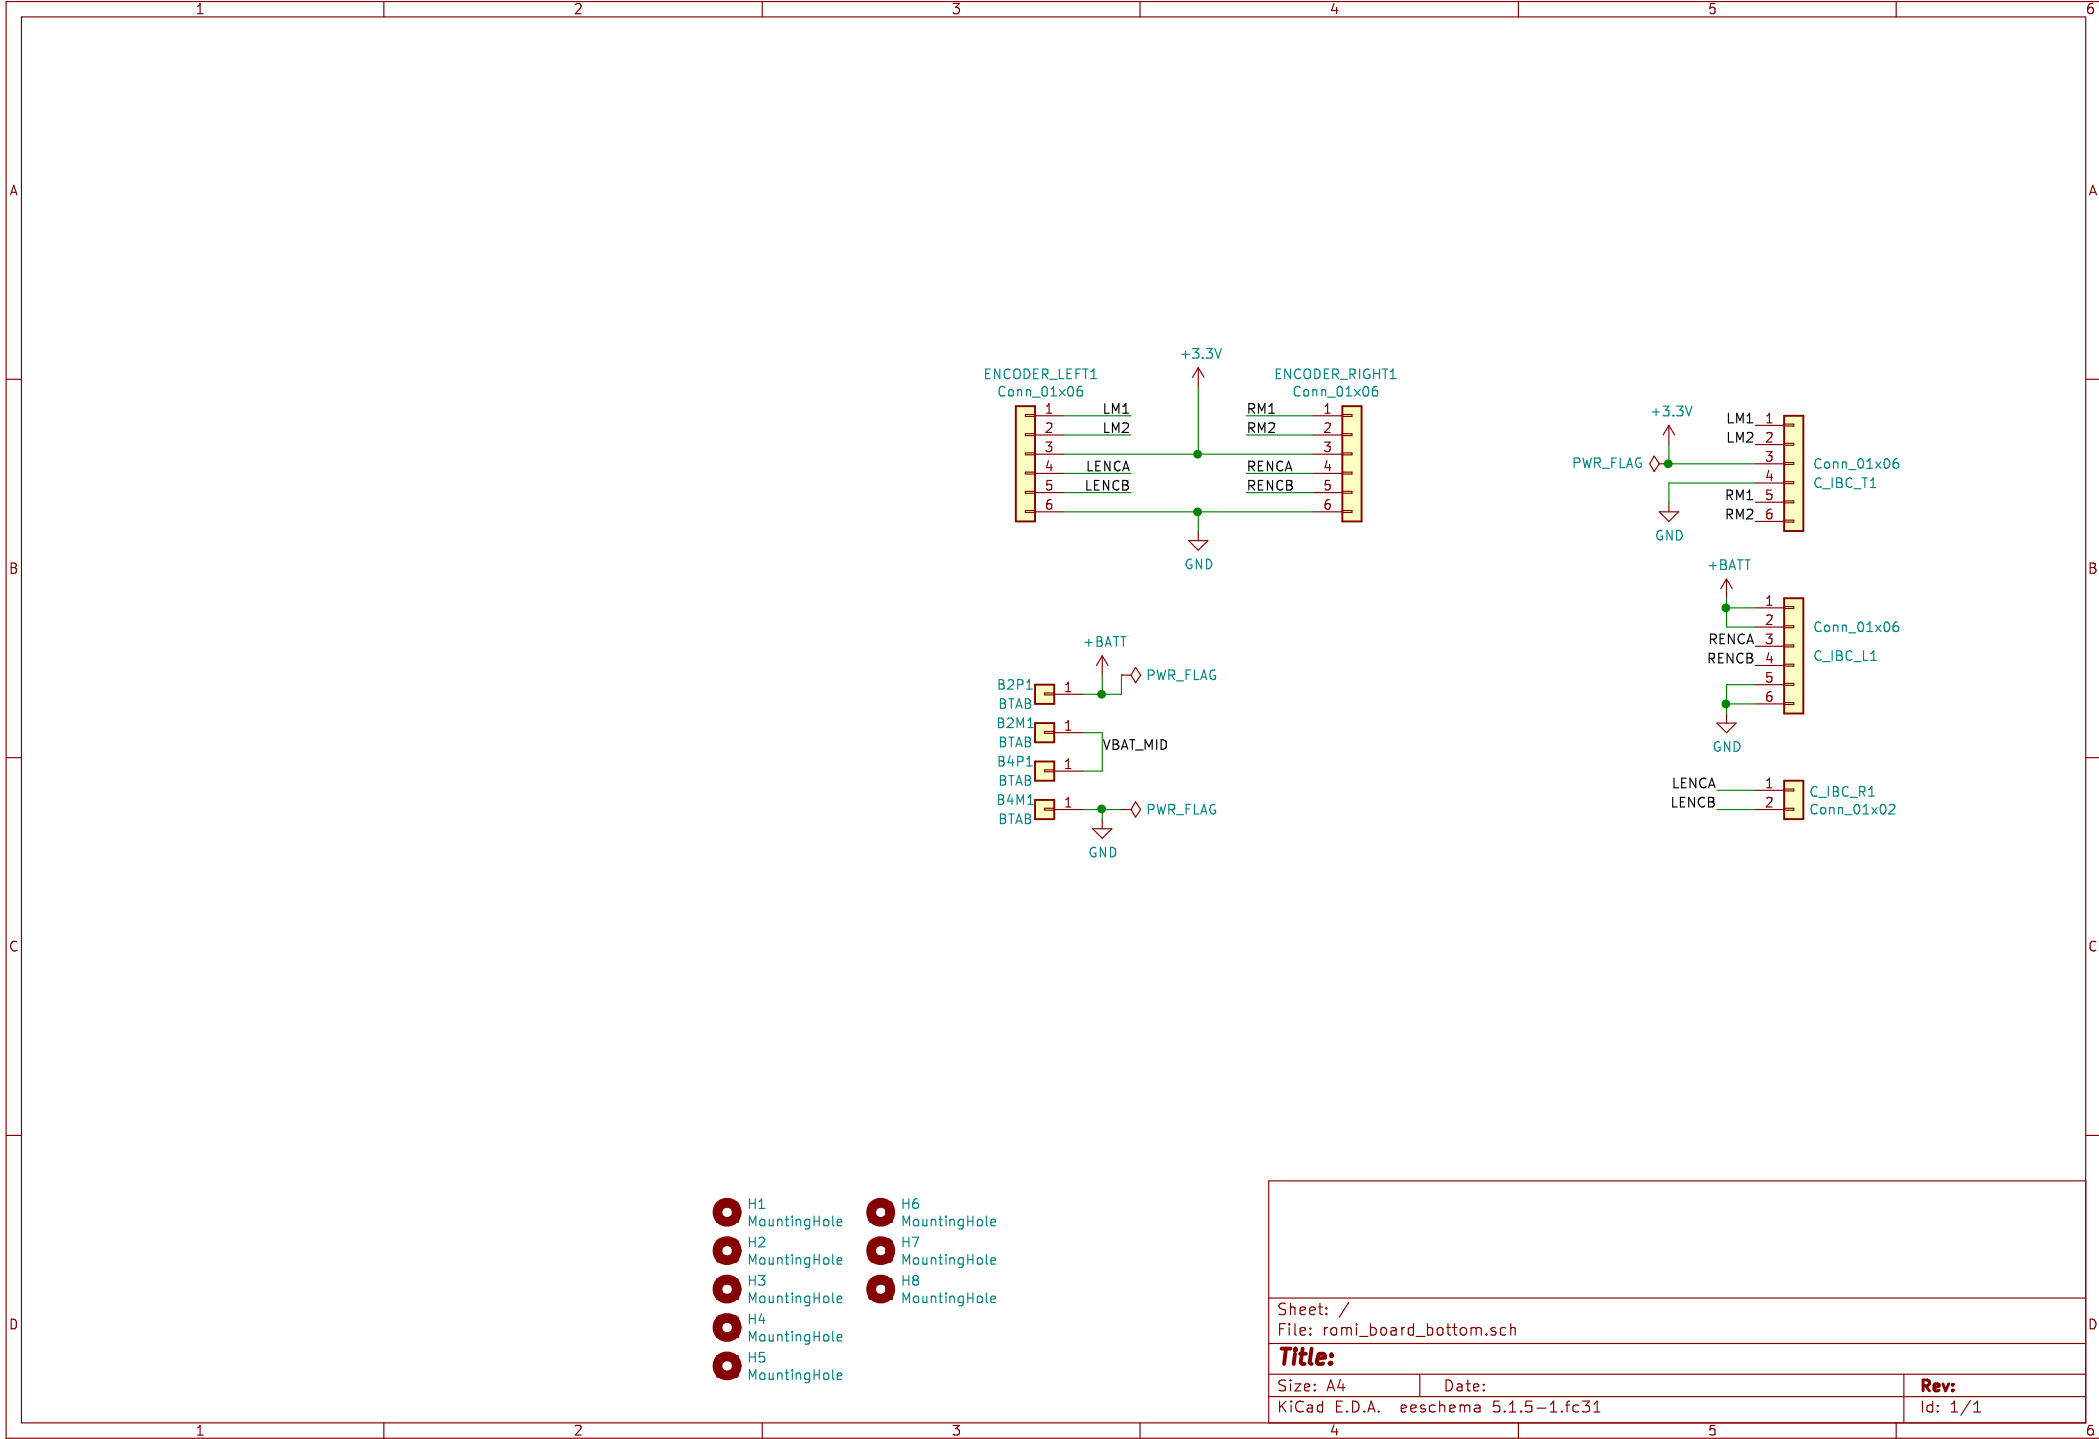 1 2 3 4 5 6
A A
+3.3V
ENCODER_LEFT1 ENCODER_RIGHT1
Conn_01x06 Conn_01x06
1 LM1 RM1 1
2 LM2 RM2 2
3 3
4 LENCA RENCA 4
5 LENCB RENCB 5
6 6
GND
+3.3V
LM1 1
LM2 2
PWR_FLAG 3 Conn_01x06
4 C_IBC_T1
RM1 5
RM2 6
GND
B B
+BATT
1
2 Conn_01x06
RENCA 3
RENCB 4 C_IBC_L1
5
6
GND
+BATT
PWR_FLAG
B2P1 1
BTAB
B2M1 1
BTAB
VBAT_MID
B4P1 1
BTAB
B4M1 1 PWR_FLAG
BTAB
GND
LENCA 1 C_IBC_R1
LENCB 2 Conn_01x02
C C
H1
MountingHole
H2
MountingHole
H3
MountingHole
H4
MountingHole
H5
MountingHole
H6
MountingHole
H7
MountingHole
H8
MountingHole
D D
Sheet: /
File: romi_board_bottom.sch
Title:
Size: A4 Date: Rev:
KiCad E.D.A. eeschema 5.1.5-1.fc31 Id: 1/1
1 2 3 4 5 6